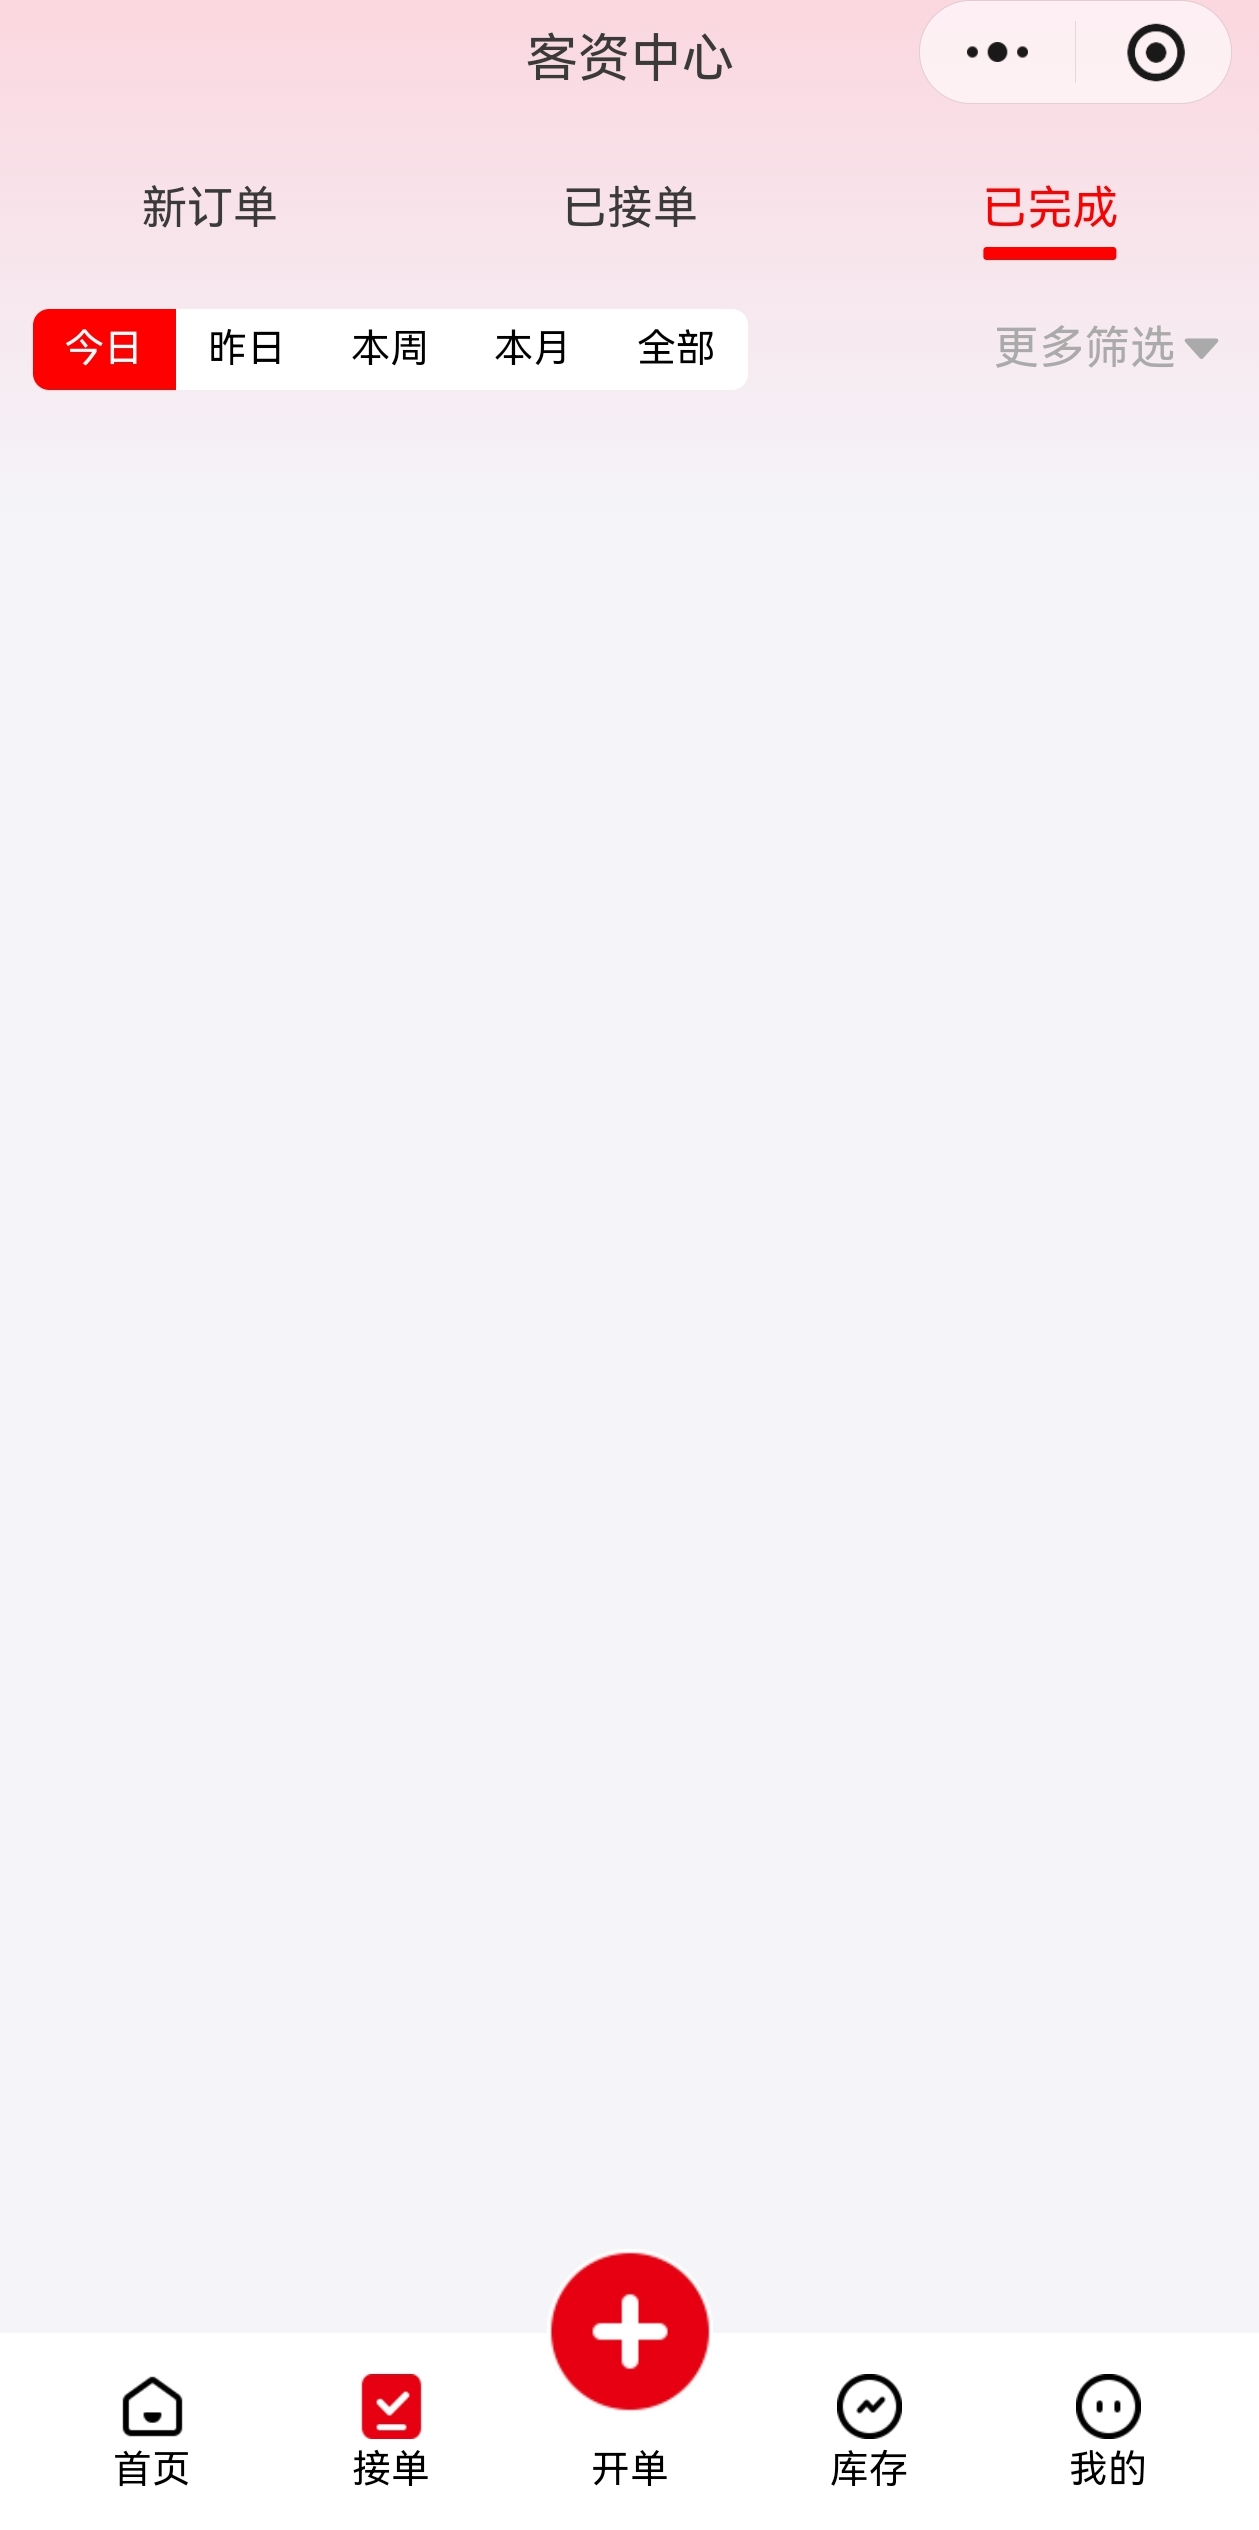 客资中心
新订单 已接单 已完成
今日 昨日 本周 本月 全部 更多筛选
首页 接单 开单 库存 我的